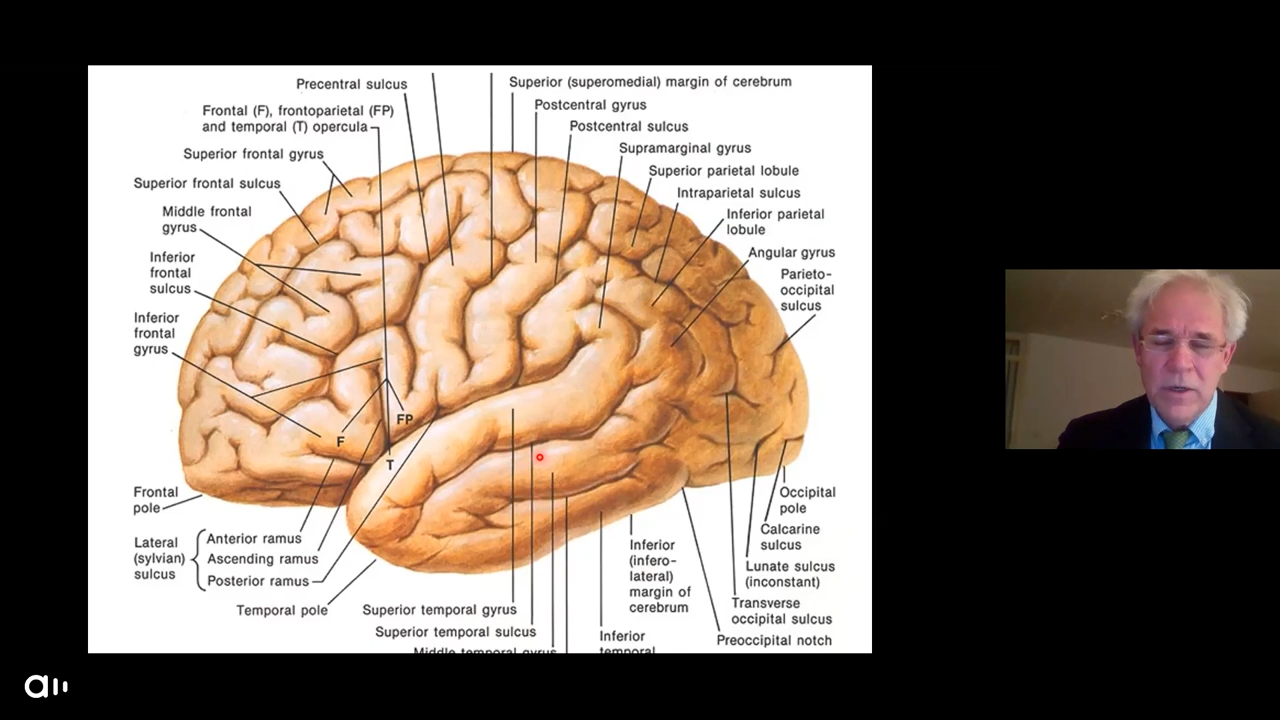 Precentral sulcus
Superior (superomedial) margin of cerebrum
Frontal (F), frontoparietal (FP)
and temporal (T) opercula
Postcentral gyrus
Postcentral sulcus
Superior frontal gyrus
Supramarginal gyrus
Superior parietal lobule
Superior frontal sulcus
Intraparietal sulcus
Middle frontal
gyrus
Inferior parietal
lobule
Inferior
frontal
sulcus
Angular gyrus
Parieto-
occipital
sulcus
Inferior
frontal
gyrus
F
FP
T
Frontal
pole
Occipital
pole
Lateral
(sylvian)
sulcus
Anterior ramus
Ascending ramus
Posterior ramus
Calcarine
sulcus
Inferior
(infero-
lateral)
margin of
cerebrum
Lunate sulcus
(inconstant)
Temporal pole
Superior temporal gyrus
Transverse
occipital sulcus
Superior temporal sulcus
Inferior
temporal
Preoccipital notch
Middle temporal gyrus